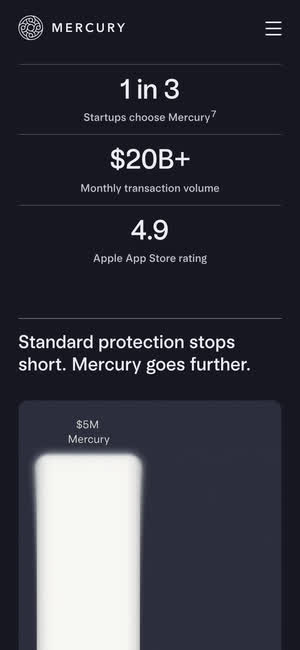 MERCURY
1 in 3
Startups choose Mercury7
$20B+
Monthly transaction volume
4.9
Apple App Store rating
Standard protection stops
short. Mercury goes further.
$5M
Mercury